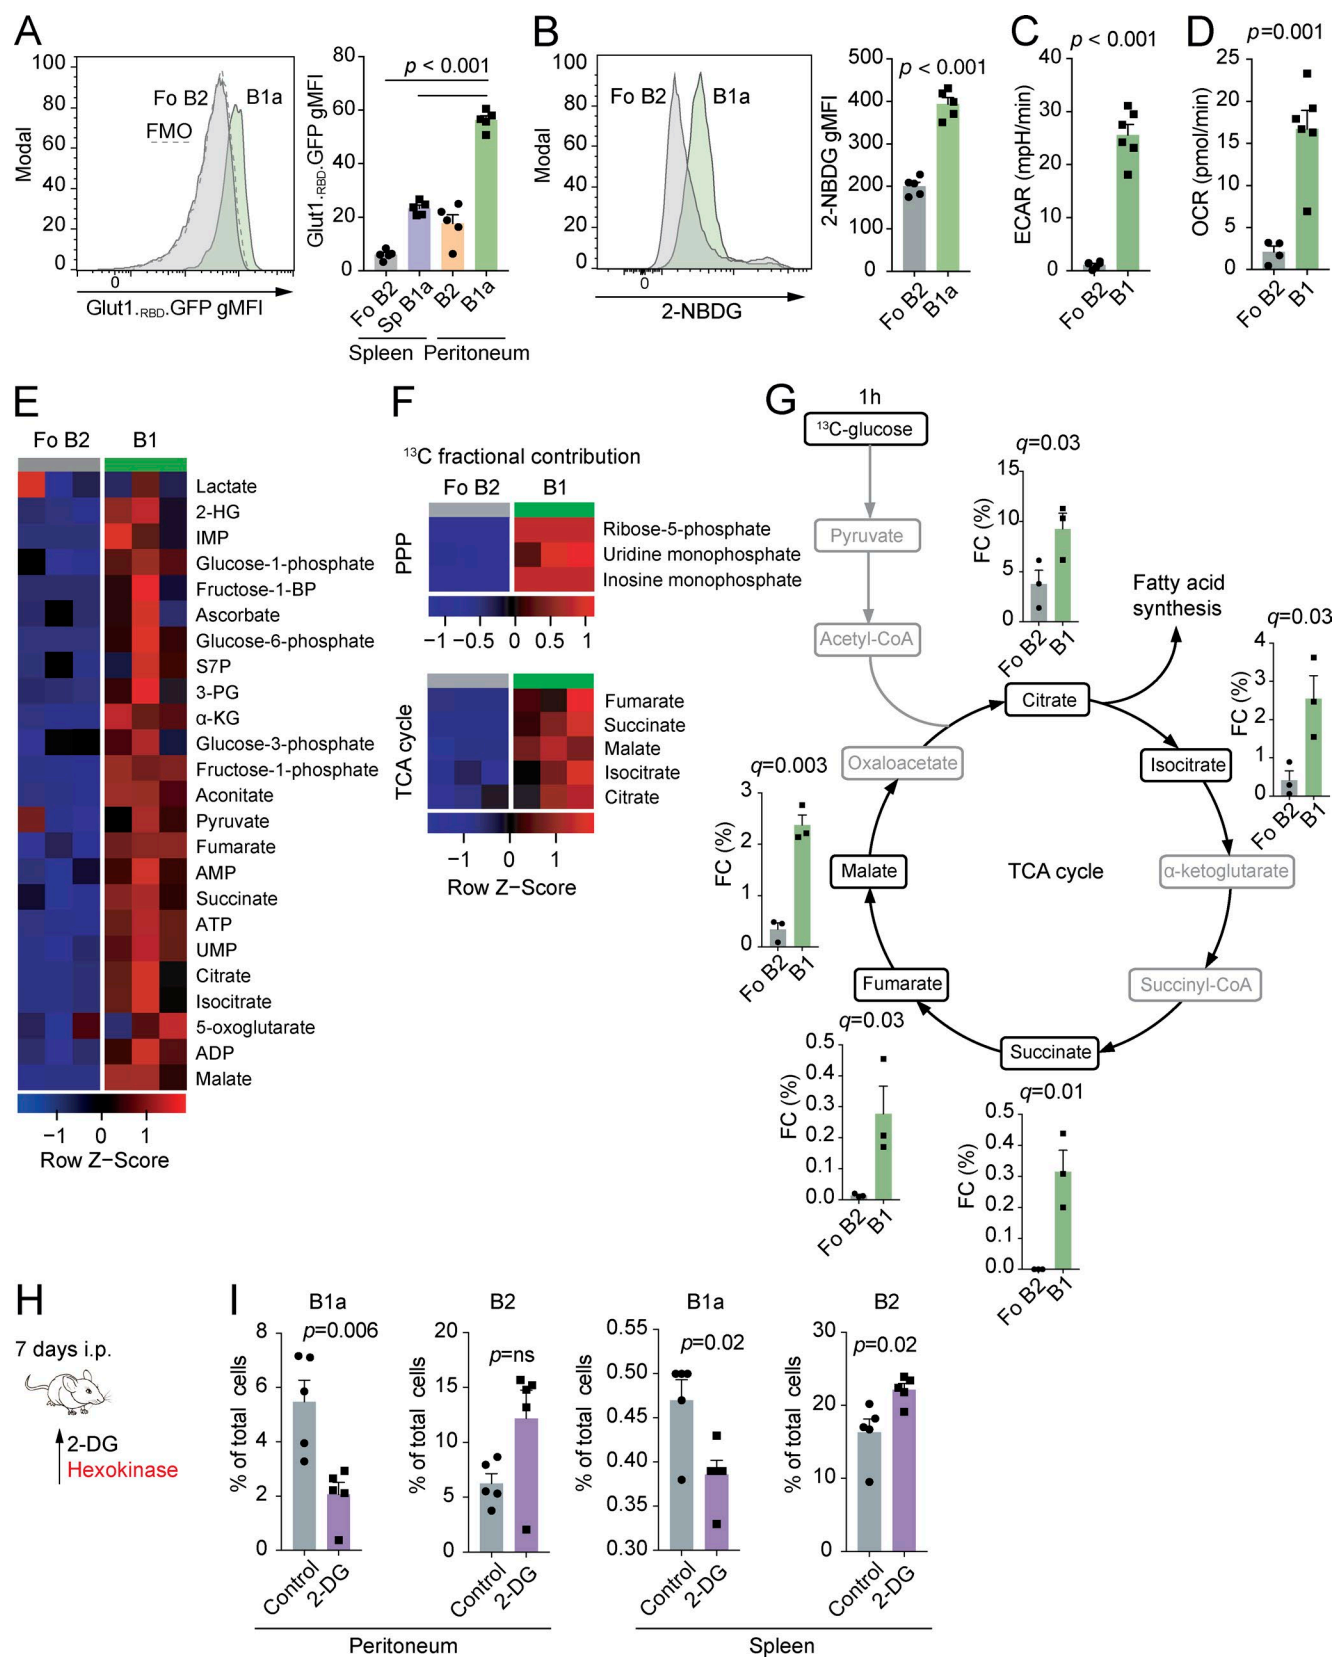 A
100
80
60
40
20
0
Modal
Fo B2
B1a
FMO
0
Glut1.RBD.GFP gMFI
80
60
40
20
0
Glut1.RBD.GFP gMFI
p < 0.001
Fo B2
Sp B1a
B2
B1a
Spleen
Peritoneum
B
100
80
60
40
20
0
Modal
Fo B2
B1a
0
2-NBDG
500
400
300
200
100
0
2-NBDG gMFI
p < 0.001
Fo B2
B1a
C
p < 0.001
40
30
20
10
0
ECAR (mpH/min)
Fo B2
B1
D
p=0.001
25
20
15
10
5
0
OCR (pmol/min)
Fo B2
B1
E
Fo B2
B1
Lactate
2-HG
IMP
Glucose-1-phosphate
Fructose-1-BP
Ascorbate
Glucose-6-phosphate
S7P
3-PG
α-KG
Glucose-3-phosphate
Fructose-1-phosphate
Aconitate
Pyruvate
Fumarate
AMP
Succinate
ATP
UMP
Citrate
Isocitrate
5-oxoglutarate
ADP
Malate
−1 0 1
Row Z−Score
F
13C fractional contribution
Fo B2
B1
PPP
Ribose-5-phosphate
Uridine monophosphate
Inosine monophosphate
−1 −0.5 0 0.5 1
TCA cycle
Fumarate
Succinate
Malate
Isocitrate
Citrate
−1 0 1
Row Z−Score
G
1h
13C-glucose
Pyruvate
Acetyl-CoA
Oxaloacetate
Citrate
Isocitrate
α-ketoglutarate
Succinyl-CoA
Succinate
Fumarate
Malate
TCA cycle
Fatty acid
synthesis
q=0.03
15
10
5
0
FC (%)
Fo B2
B1
q=0.03
4
3
2
1
0
FC (%)
Fo B2
B1
q=0.003
3
2
1
0
FC (%)
Fo B2
B1
q=0.03
0.5
0.4
0.3
0.2
0.1
0.0
FC (%)
Fo B2
B1
q=0.01
0.5
0.4
0.3
0.2
0.1
0.0
FC (%)
Fo B2
B1
H
7 days i.p.
2-DG
Hexokinase
I
B1a
p=0.006
8
6
4
2
0
% of total cells
Control
2-DG
B2
p=ns
20
15
10
5
0
% of total cells
Control
2-DG
Peritoneum
B1a
p=0.02
0.55
0.50
0.45
0.40
0.35
0.30
% of total cells
Control
2-DG
B2
p=0.02
30
20
10
0
% of total cells
Control
2-DG
Spleen